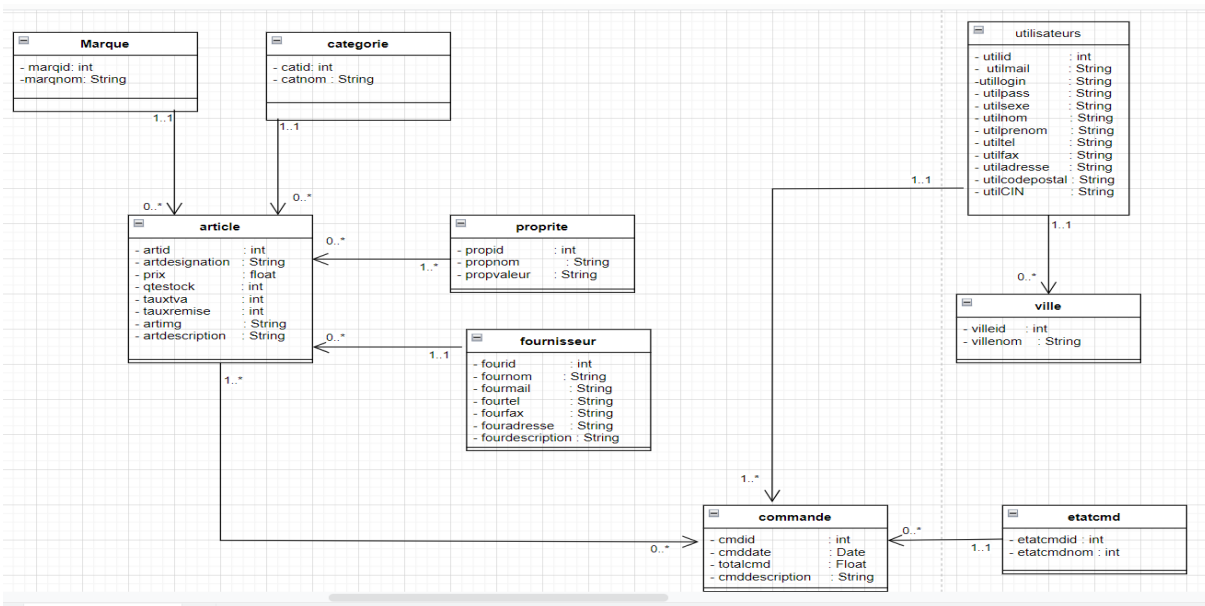 Marque
- marqid: int
-marqnom: String
1..1
0..*
categorie
- catid: int
- catnom : String
1..1
0..*
utilisateurs
- utilid : int
- utilmail : String
-utillogin : String
- utilpass : String
- utilsexe : String
- utilnom : String
- utilprenom : String
- utiltel : String
- utilfax : String
- utiladresse : String
- utilcodepostal : String
- utilCIN : String
1..1
1..1
0..*
article
- artid : int
- artdesignation : String
- prix : float
- qtestock : int
- tauxtva : int
- tauxremise : int
- artimg : String
- artdescription : String
0..*
1..*
0..*
1..1
1..*
proprite
- propid : int
- propnom : String
- propvaleur : String
fournisseur
- fourid : int
- fournom : String
- fourmail : String
- fourtel : String
- fourfax : String
- fouradresse : String
- fourdescription : String
ville
- villeid : int
- villenom : String
1..*
0..*
commande
- cmdid : int
- cmddate : Date
- totalcmd : Float
- cmddescription : String
0..*
1..1
etatcmd
- etatcmdid : int
- etatcmdnom : int